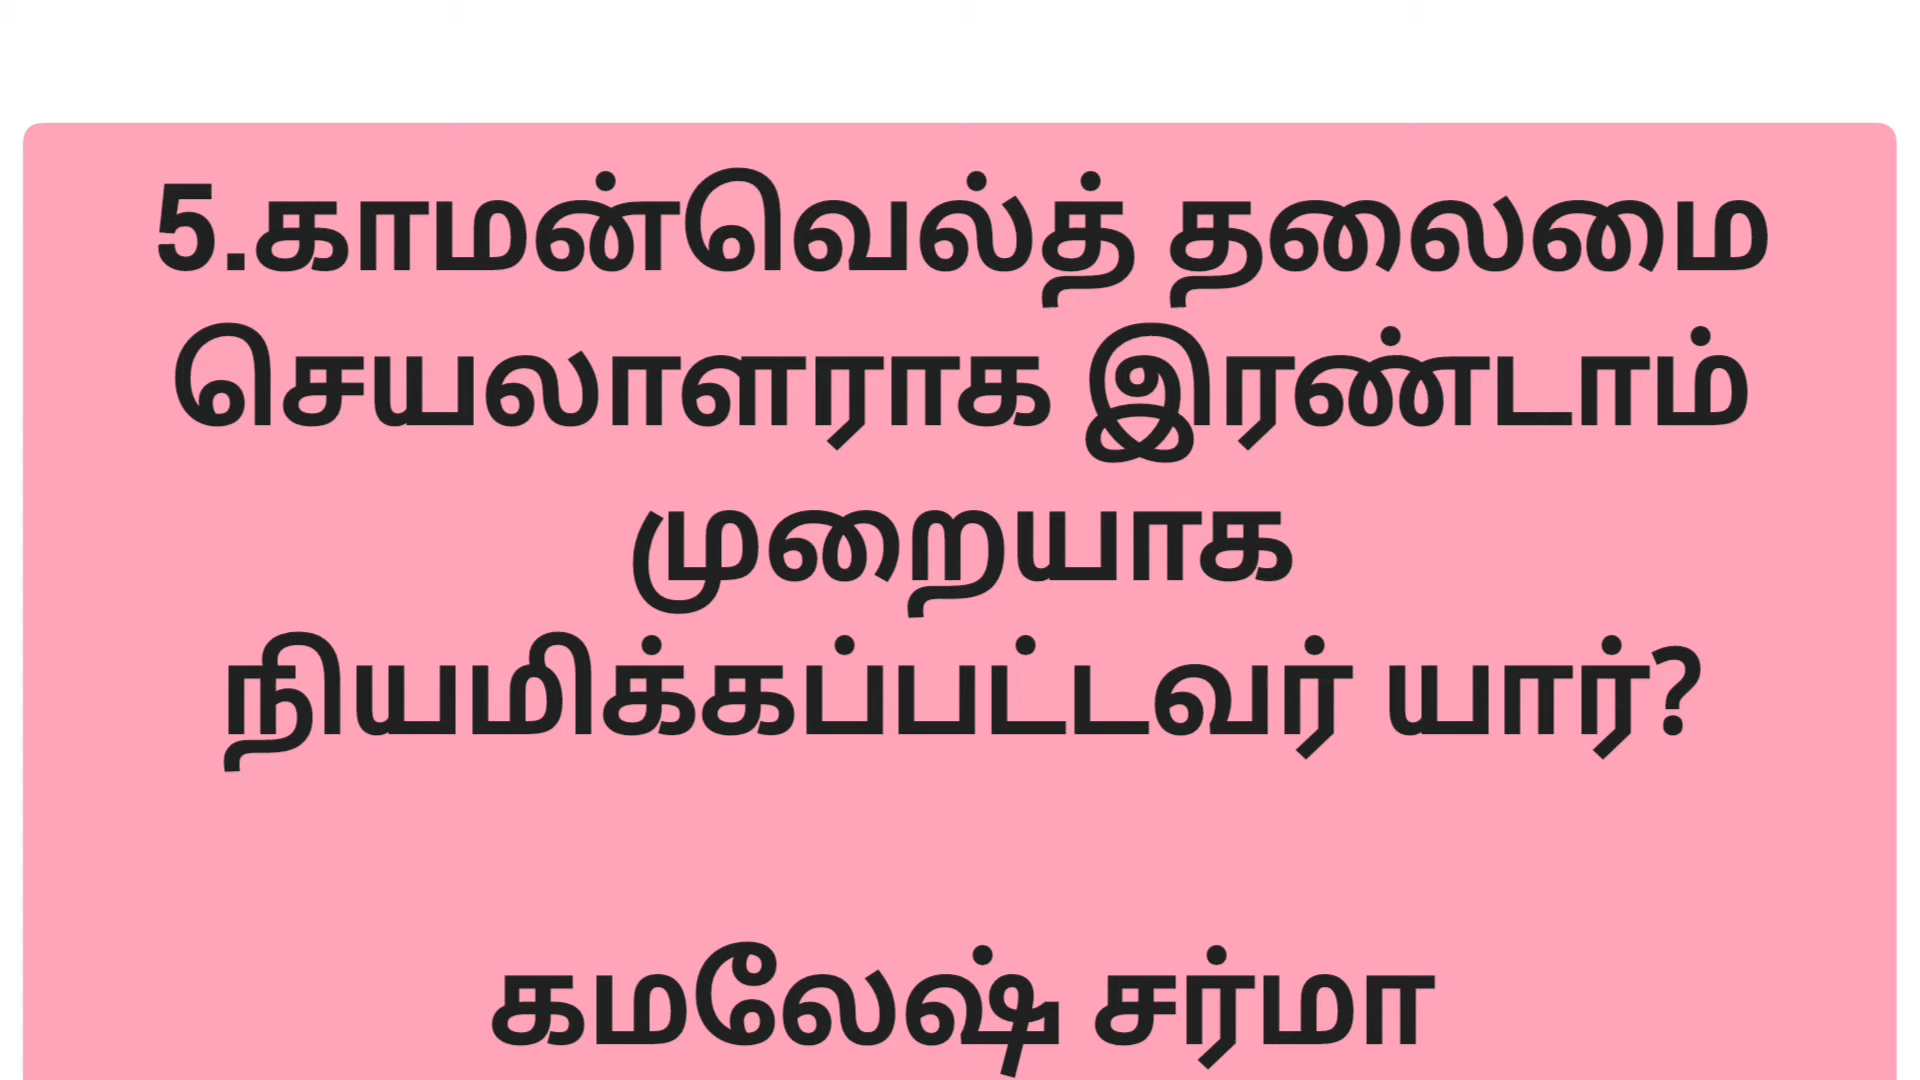 5.காமன்வெல்த் தலைமை
செயலாளராக இரண்டாம்
முறையாக
நியமிக்கப்பட்டவர் யார்?
கமலேஷ் சர்மா